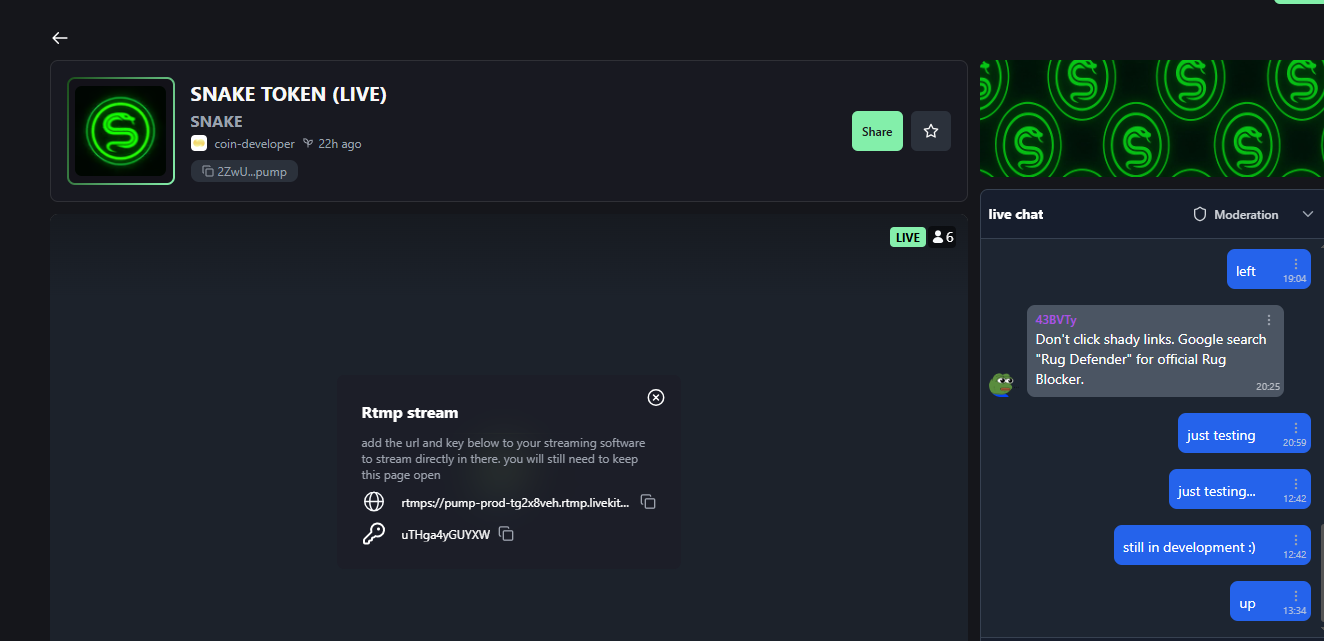 SNAKE TOKEN (LIVE)
SNAKE
coin-developer 22h ago
2ZwU...pump
Share
LIVE 6
Rtmp stream
add the url and key below to your streaming software
to stream directly in there. you will still need to keep
this page open
rtmps://pump-prod-tg2x8veh.rtmp.livekit...
uTHga4yGUYXW
live chat
Moderation
left
19:04
43BVTy
Don't click shady links. Google search
"Rug Defender" for official Rug
Blocker.
20:25
just testing
20:59
just testing...
12:42
still in development :)
12:42
up
13:34